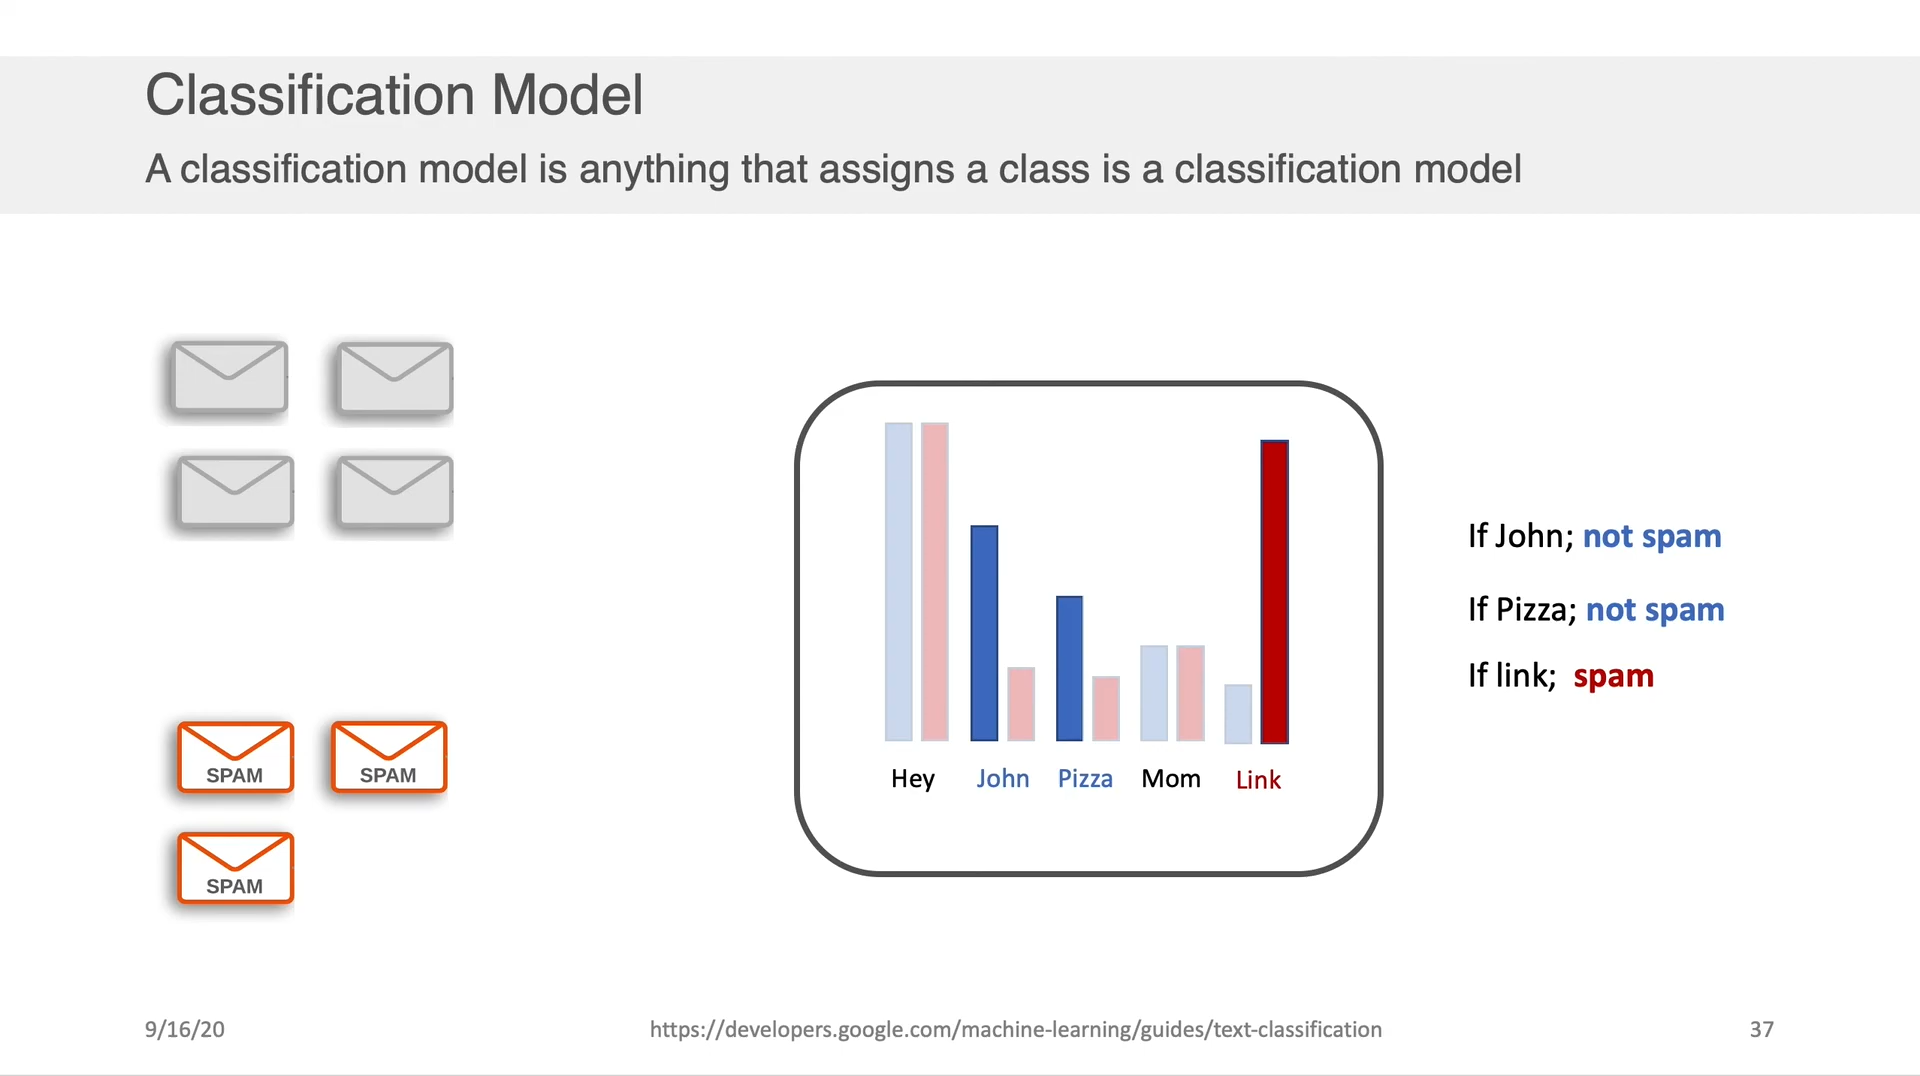 Classification Model
A classification model is anything that assigns a class is a classification model
SPAM SPAM
SPAM
Hey John Pizza Mom Link
If John; not spam
If Pizza; not spam
If link; spam
9/16/20 https://developers.google.com/machine-learning/guides/text-classification 37